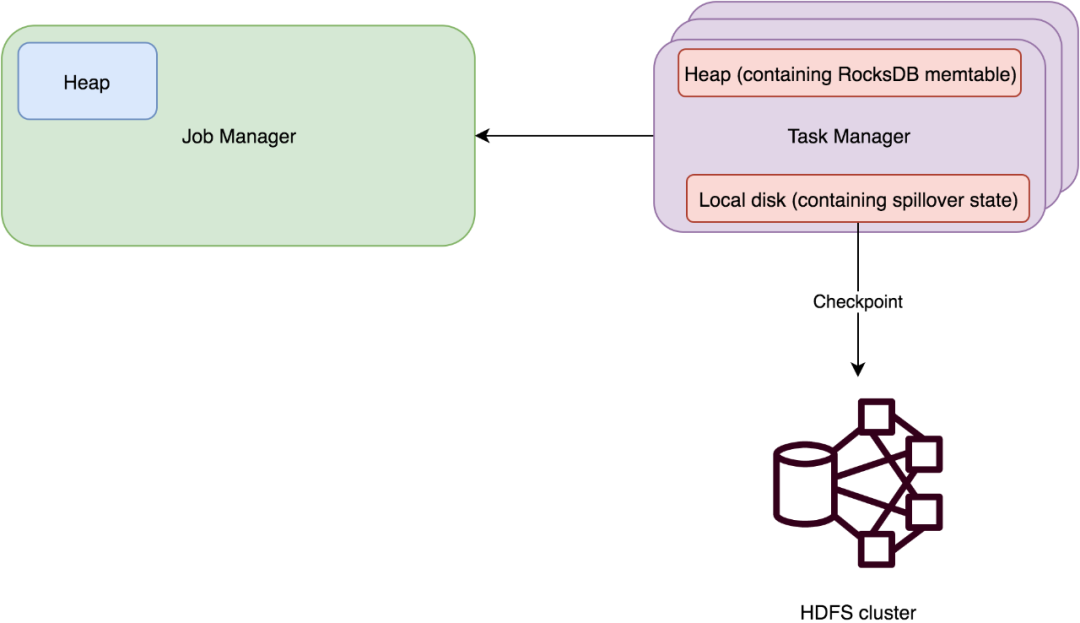 Heap
Job Manager
Heap (containing RocksDB memtable)
Task Manager
Local disk (containing spillover state)
Checkpoint
HDFS cluster